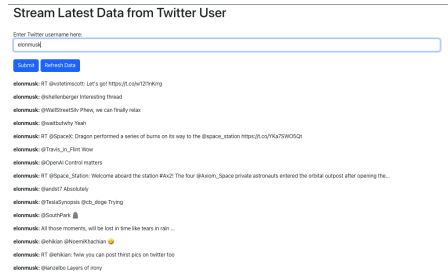 Stream Latest Data from Twitter User
Enter Twitter username here:
elonmusk
Submit Refresh Data
elonmusk: RT @votetimscott: Let's go! https://t.co/w12l1nKrrg
elonmusk: @shellenberger Interesting thread
elonmusk: @WallStreetSilv Phew, we can finally relax
elonmusk: @waitbutwhy Yeah
elonmusk: RT @SpaceX: Dragon performed a series of burns on its way to the @space_station https://t.co/YKa7SWO5Qt
elonmusk: @Travis_in_Flint Wow
elonmusk: @OpenAI Control matters
elonmusk: RT @Space_Station: Welcome aboard the station #Ax2! The four @Axiom_Space private astronauts entered the orbital outpost after opening the...
elonmusk: @andst7 Absolutely
elonmusk: @TeslaSynopsis @cb_doge Trying
elonmusk: @SouthPark 🪦
elonmusk: All those moments, will be lost in time like tears in rain ...
elonmusk: @ehikian @NoemiKhachian 🤣
elonmusk: RT @ehikian: fwiw you can post thirst pics on twitter too
elonmusk: @ianzelbo Layers of irony